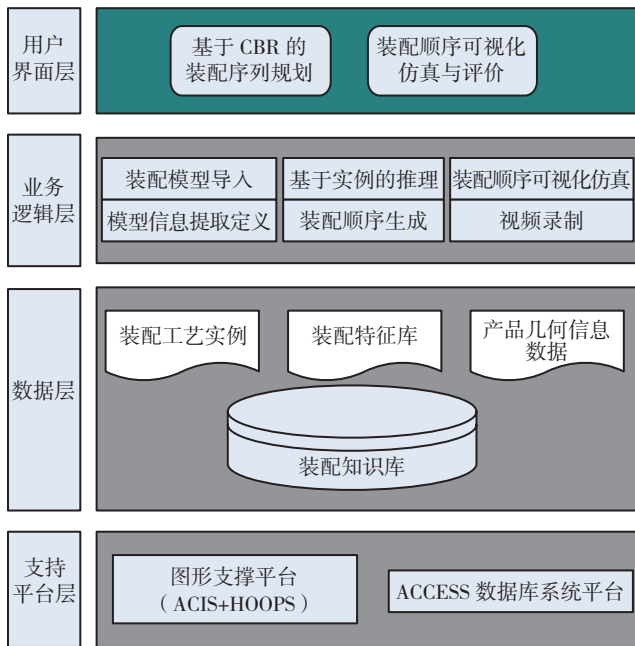 用户
界面层
基于 CBR 的
装配序列规划
装配顺序可视化
仿真与评价
业务
逻辑层
装配模型导入
基于实例的推理
装配顺序可视化仿真
模型信息提取定义
装配顺序生成
视频录制
数据层
装配工艺实例
装配特征库
产品几何信息
数据
装配知识库
支持
平台层
图形支撑平台
（ACIS+HOOPS）
ACCESS 数据库系统平台